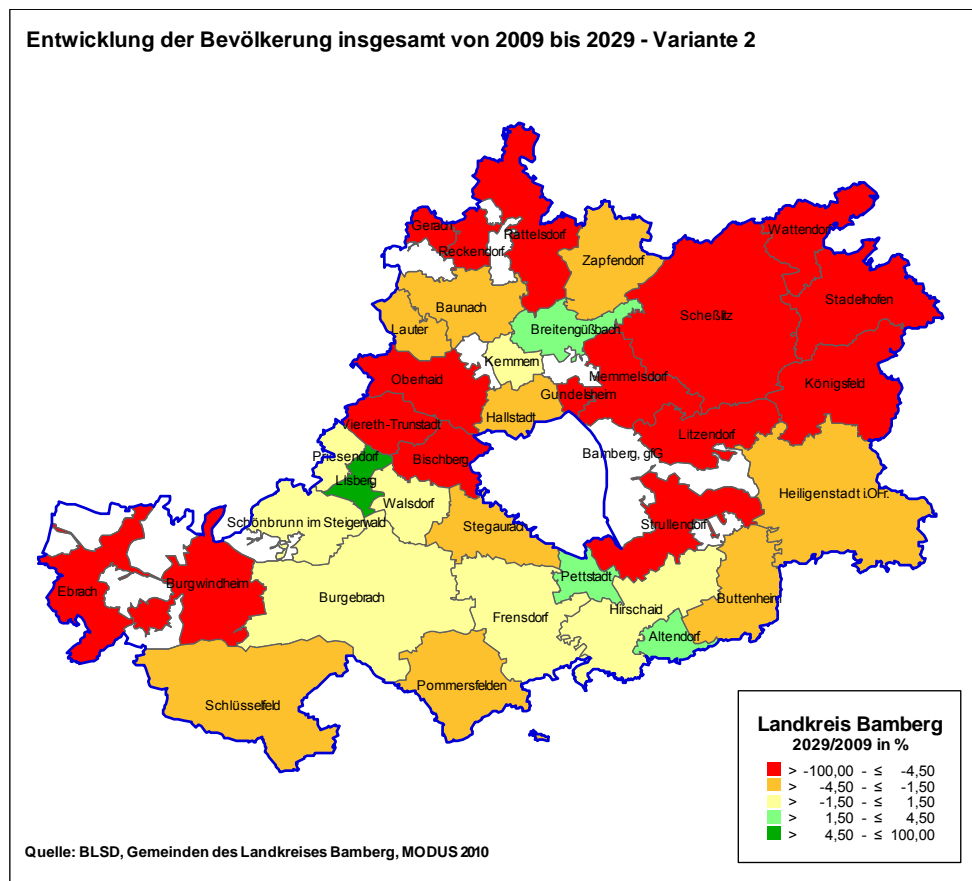 Entwicklung der Bevölkerung insgesamt von 2009 bis 2029 - Variante 2
Gerach
Reckendorf
Rattelsdorf
Wattendorf
Zapfendorf
Stadelhofen
Baunach
Scheßlitz
Lauter
Breitengüßbach
Kemmern
Oberhaid
Memmelsdorf
Königsfeld
Gundelsheim
Hallstadt
Viereth-Trunstadt
Litzendorf
Bamberg, gfG
Priesendorf
Bischberg
Lisberg
Walsdorf
Heiligenstadt i.OFr.
Schönbrunn im Steigerwald
Stegaurach
Strullendorf
Pettstadt
Ebrach
Burgwindheim
Burgebrach
Frensdorf
Hirschaid
Buttenheim
Altendorf
Pommersfelden
Schlüsselfeld
Landkreis Bamberg
2029/2009 in %
> -100,00 - ≤ -4,50
> -4,50 - ≤ -1,50
> -1,50 - ≤ 1,50
> 1,50 - ≤ 4,50
> 4,50 - ≤ 100,00
Quelle: BLSD, Gemeinden des Landkreises Bamberg, MODUS 2010